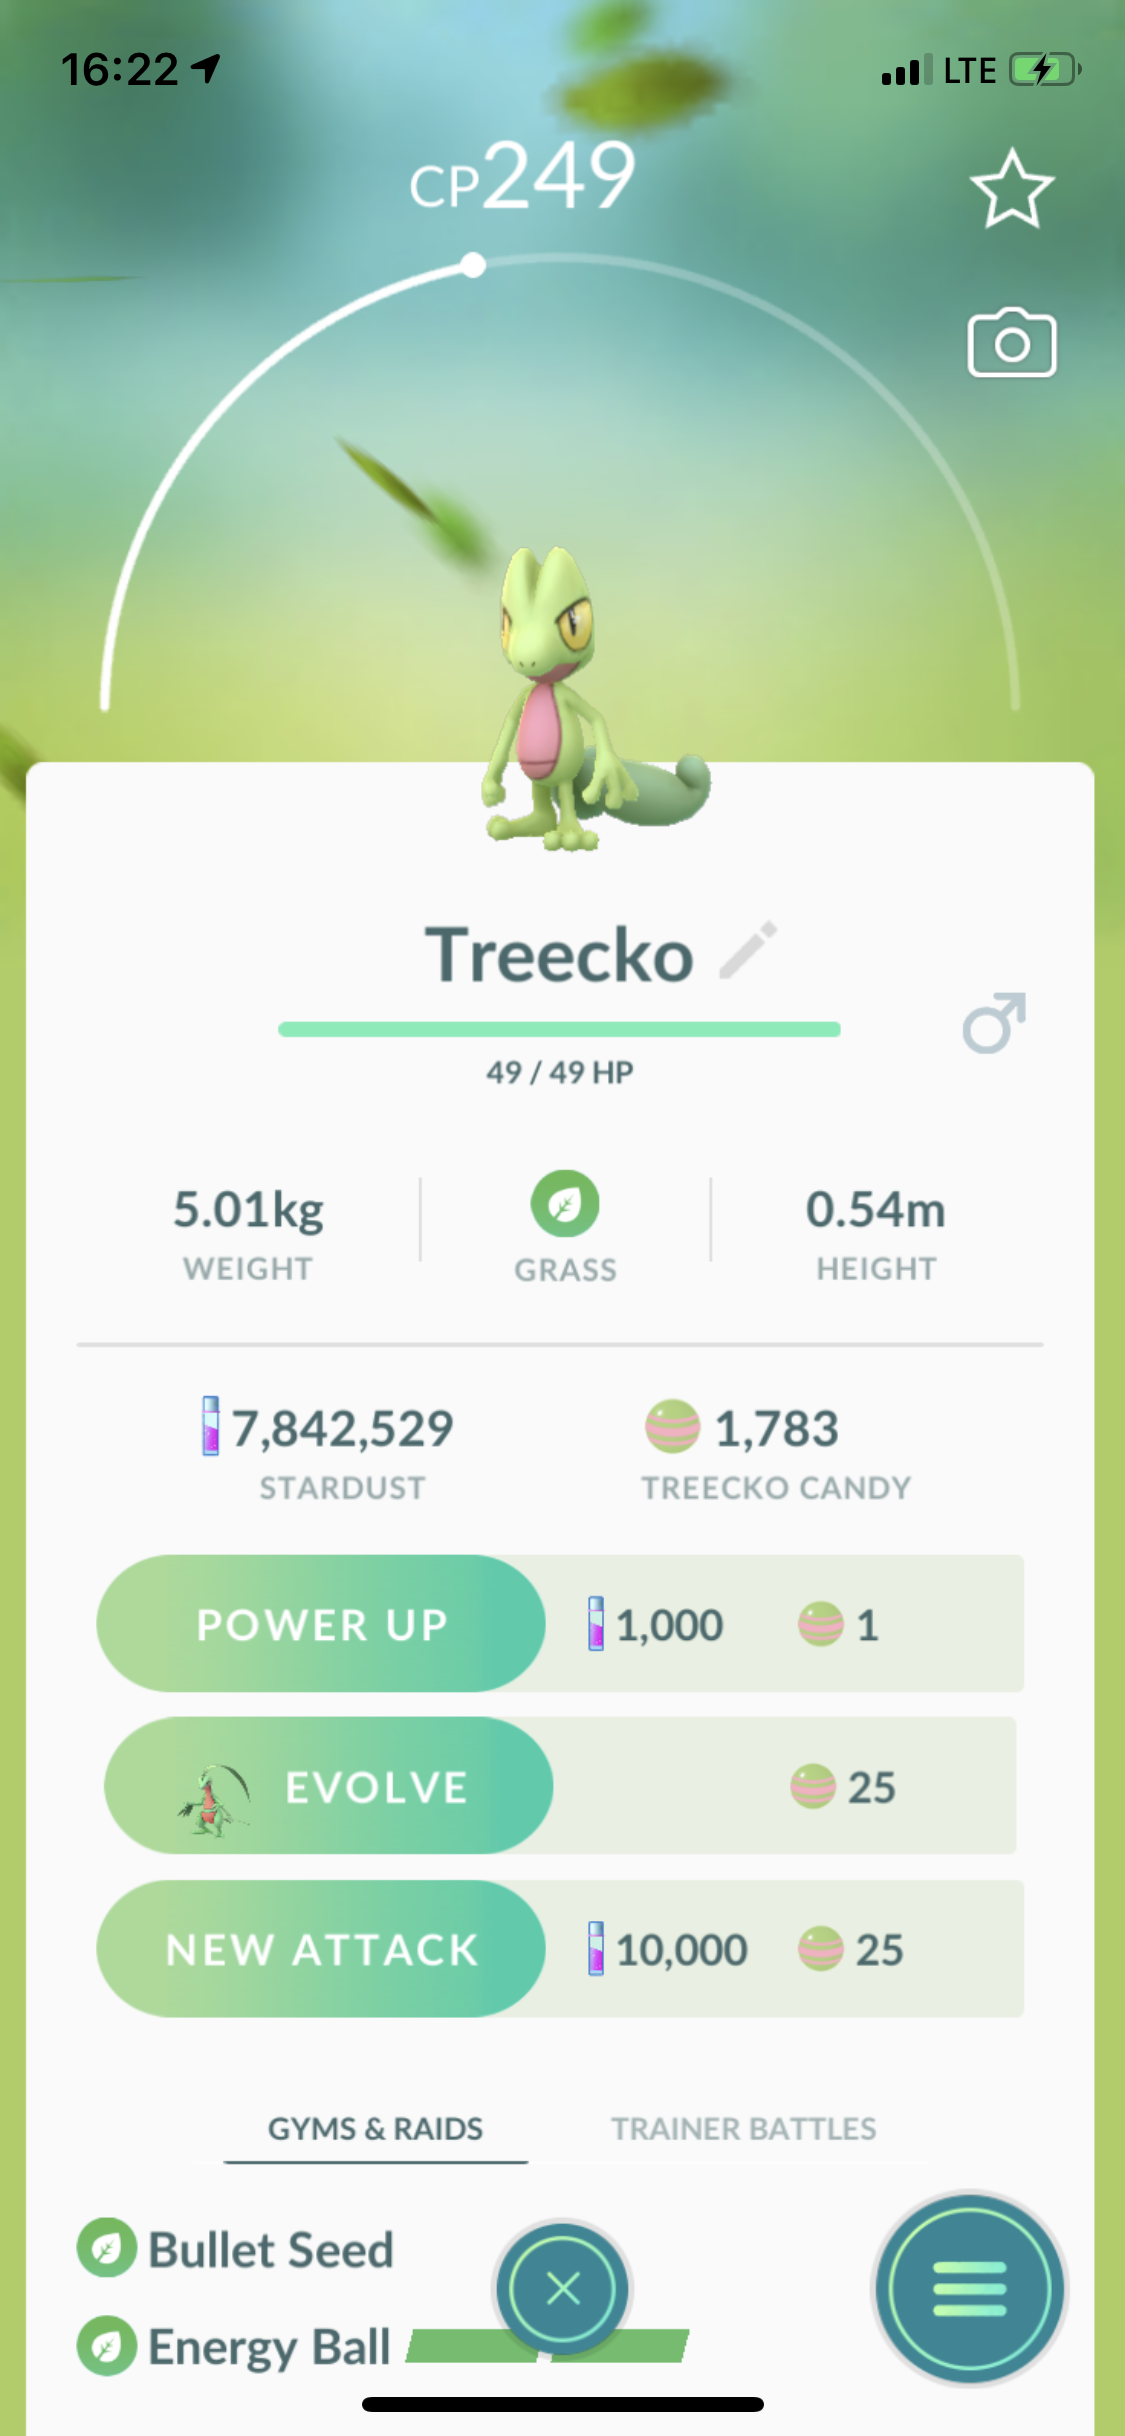 16:22
LTE
CP249
Treecko
49 / 49 HP
5.01kg
WEIGHT
GRASS
0.54m
HEIGHT
7,842,529
STARDUST
1,783
TREECKO CANDY
POWER UP 1,000 1
EVOLVE 25
NEW ATTACK 10,000 25
GYMS & RAIDS TRAINER BATTLES
Bullet Seed
Energy Ball